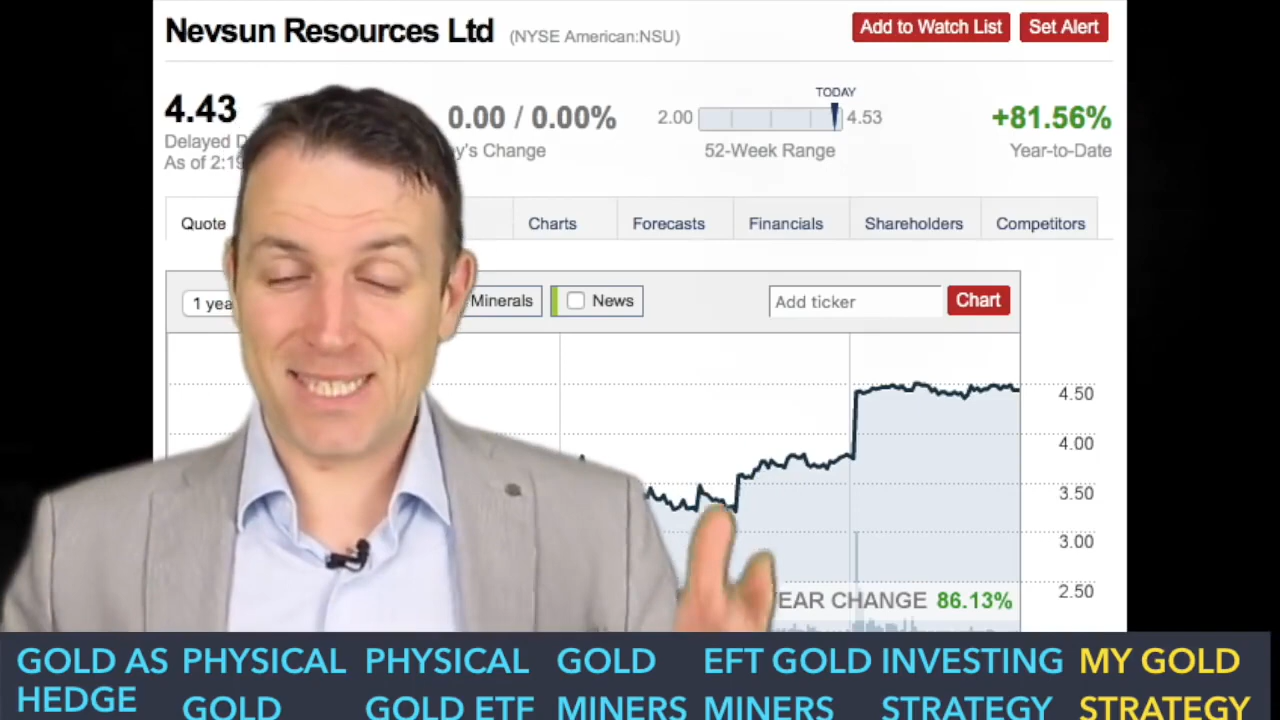 Nevsun Resources Ltd (NYSE American:NSU) Add to Watch List Set Alert
TODAY
4.43 0.00 / 0.00% 2.00 4.53 +81.56%
Delayed 52-Week Range Year-to-Date
As of 2:19 Change
Quote Charts Forecasts Financials Shareholders Competitors
1 Minerals News Add ticker Chart
4.50
4.00
3.50
3.00
2.50
CHANGE 86.13%
GOLD AS PHYSICAL PHYSICAL GOLD EFT GOLD INVESTING MY GOLD
HEDGE GOLD GOLD ETF MINERS MINERS STRATEGY STRATEGY